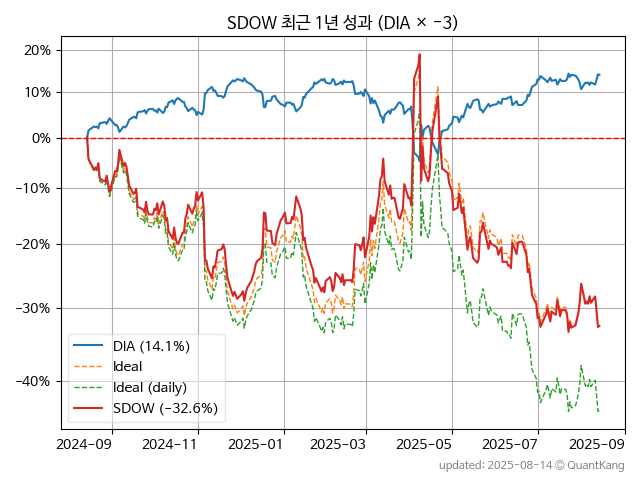 SDOW 최근 1년 성과 (DIA × −3)
20%
10%
0%
−10%
−20%
−30%
−40%
DIA (14.1%)
Ideal
Ideal (daily)
SDOW (−32.6%)
2024-09
2024-11
2025-01
2025-03
2025-05
2025-07
2025-09
updated: 2025-08-14 © QuantKang